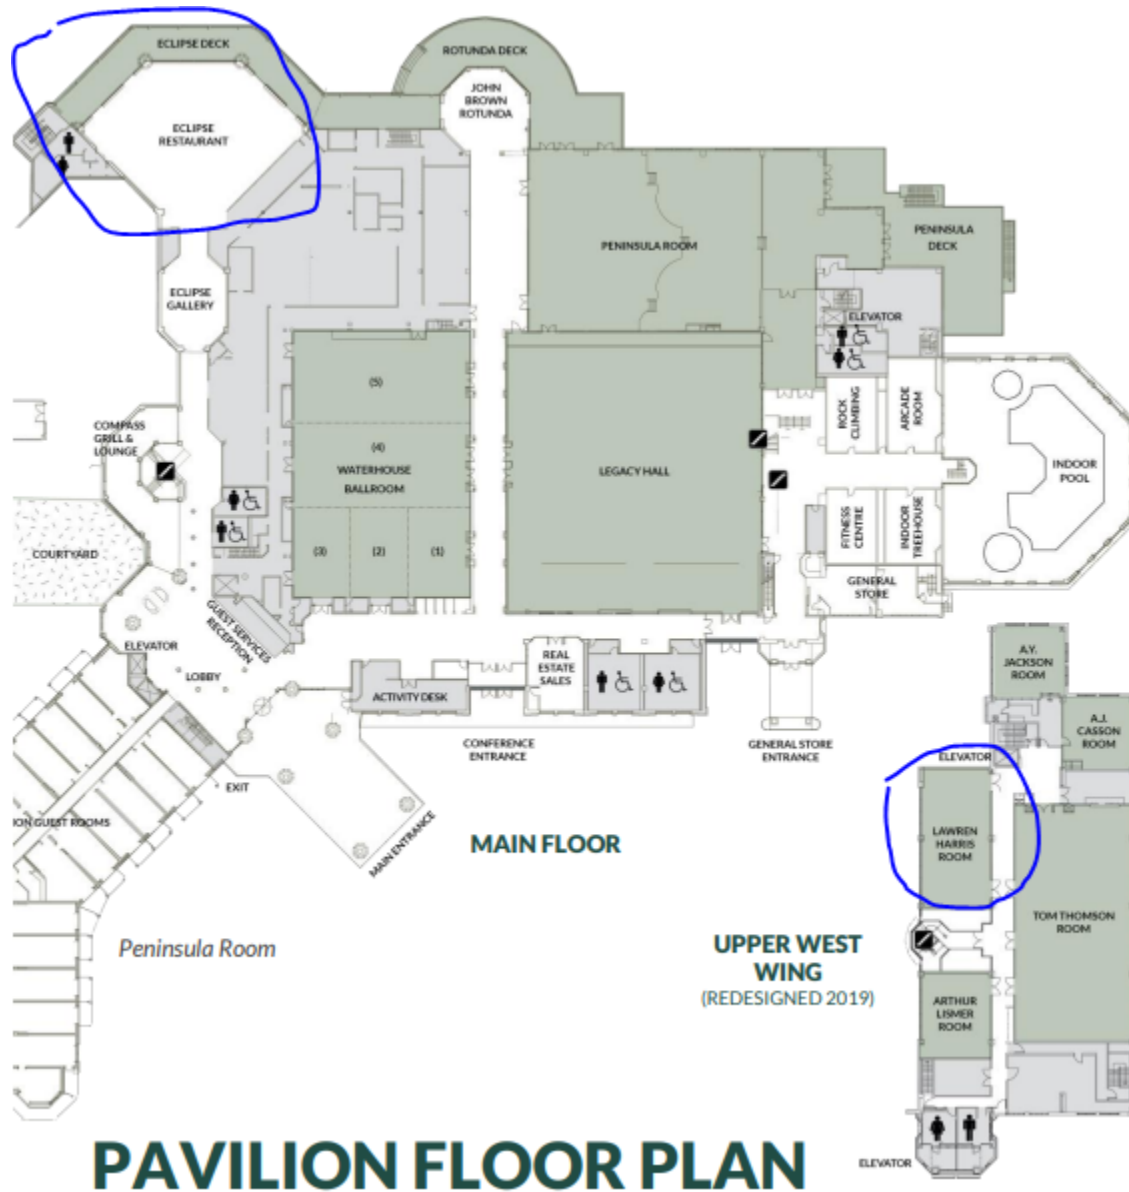 ECLIPSE DECK
ROTUNDA DECK
JOHN
BROWN
ROTUNDA
ECLIPSE
RESTAURANT
PENINSULA ROOM
PENINSULA
DECK
ECLIPSE
GALLERY
ELEVATOR
(5)
ROCK
CLIMBING
ARCADE
ROOM
COMPASS
GRILL &
LOUNGE
(4)
WATERHOUSE
BALLROOM
LEGACY HALL
INDOOR
POOL
FITNESS
CENTRE
INDOOR
TREEHOUSE
COURTYARD
(3)
(2)
(1)
GENERAL
STORE
GUEST SERVICES
RECEPTION
ELEVATOR
LOBBY
REAL
ESTATE
SALES
ACTIVITY DESK
A.Y.
JACKSON
ROOM
A.J.
CASSON
ROOM
CONFERENCE
ENTRANCE
GENERAL STORE
ENTRANCE
ELEVATOR
EXIT
ION GUEST ROOMS
MAIN ENTRANCE
MAIN FLOOR
LAWREN
HARRIS
ROOM
TOM THOMSON
ROOM
Peninsula Room
UPPER WEST
WING
(REDESIGNED 2019)
ARTHUR
LISMER
ROOM
PAVILION FLOOR PLAN
ELEVATOR